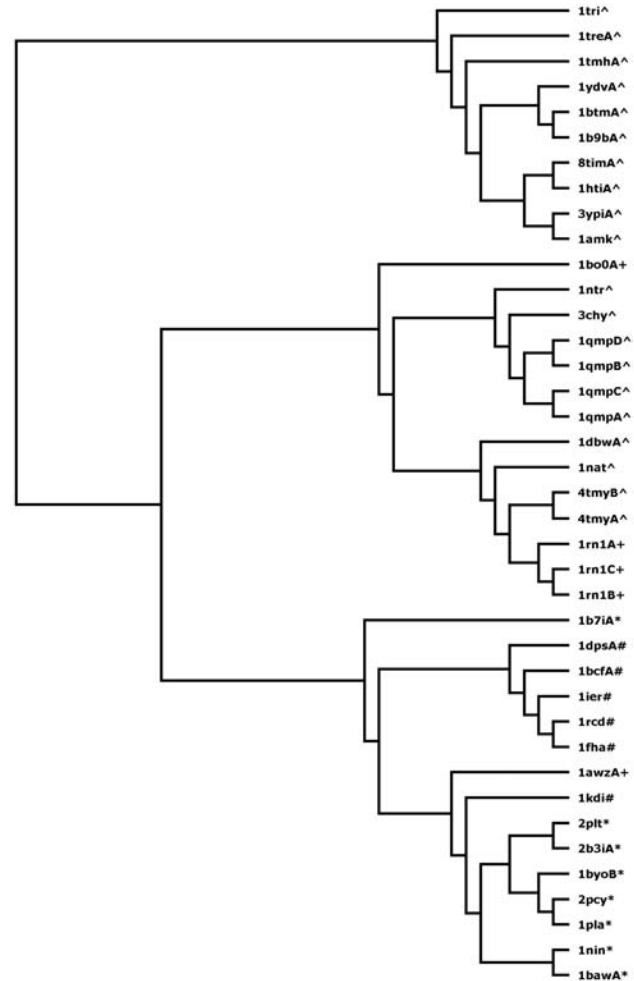 1tri^
1treA^
1tmhA^
1ydvA^
1btmA^
1b9bA^
8timA^
1htiA^
3ypiA^
1amk^
1bo0A+
1ntr^
3chy^
1qmpD^
1qmpB^
1qmpC^
1qmpA^
1dbwA^
1nat^
4tmyB^
4tmyA^
1rn1A+
1rn1C+
1rn1B+
1b7iA*
1dpsA#
1bcfA#
1ier#
1rcd#
1fha#
1awzA+
1kdi#
2plt*
2b3iA*
1byoB*
2pcy*
1pla*
1nin*
1bawA*